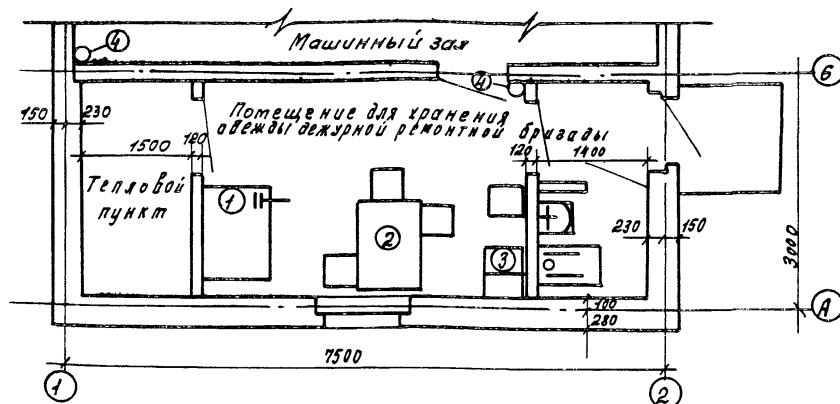 Машинный зал
4
4
Б
Помещение для хранения
одежды дежурной ремонтной бригады
150
230
1500
120
120
1400
Тепловой
пункт
1
2
3
230
150
3000
100
280
А
7500
1
2